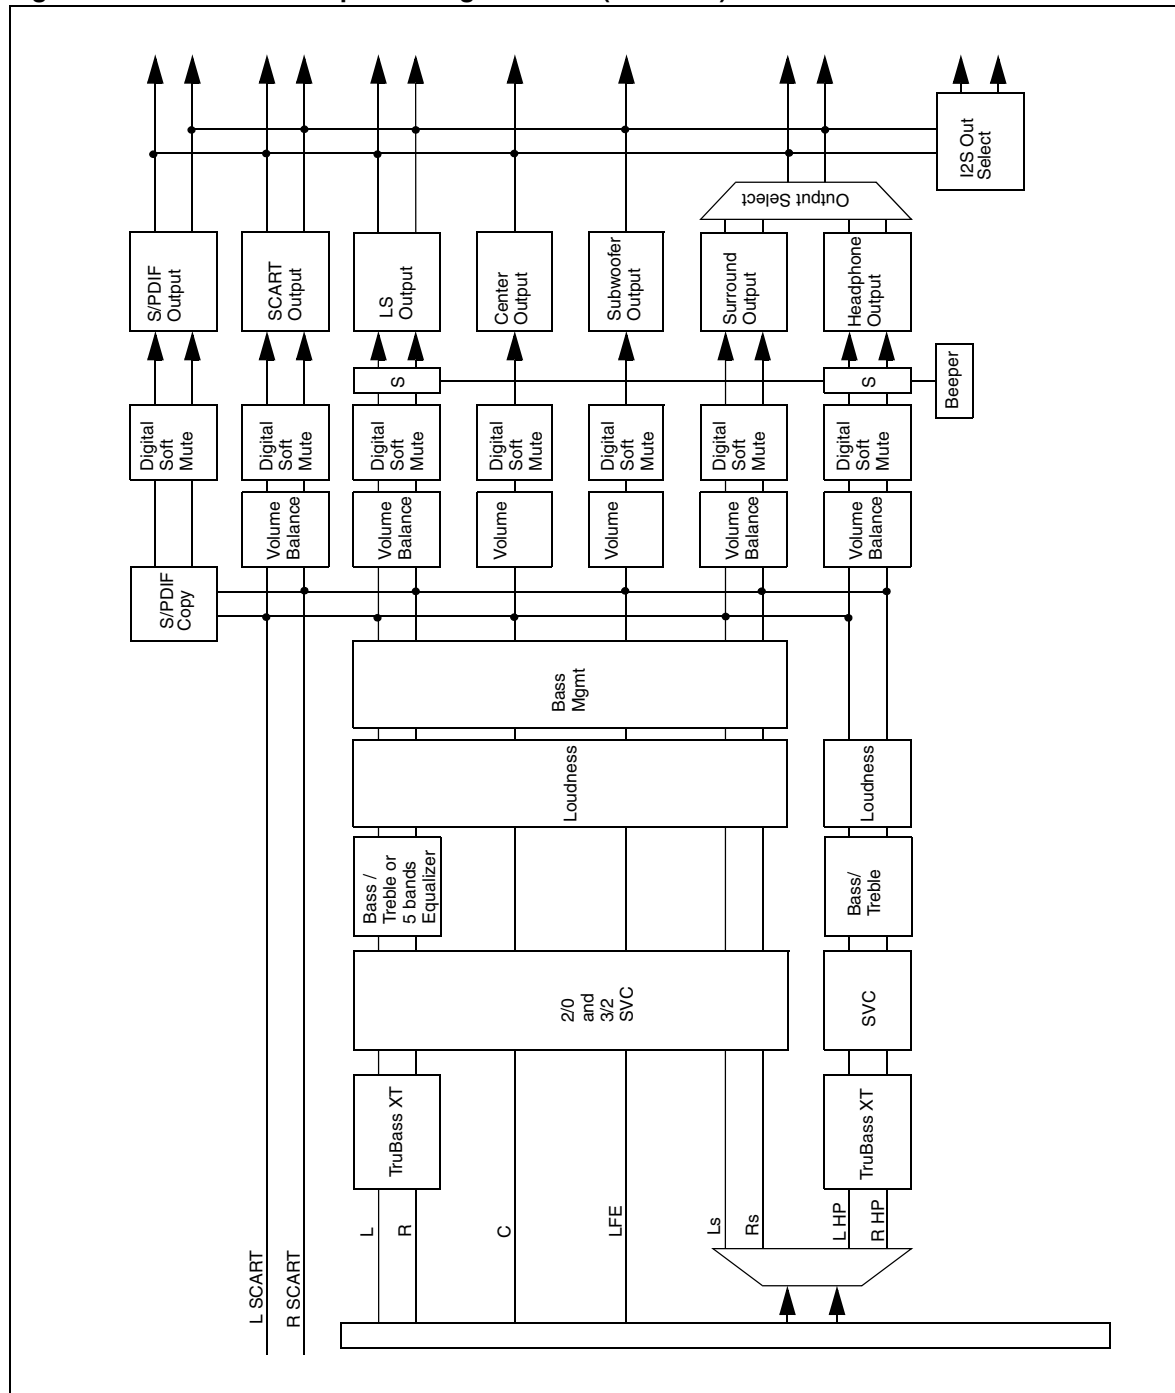 S/PDIF
Output
SCART
Output
LS
Output
Center
Output
Subwoofer
Output
Surround
Output
Headphone
Output
Output Select
I2S Out
Select
S
S
Beeper
Digital
Soft
Mute
Digital
Soft
Mute
Digital
Soft
Mute
Digital
Soft
Mute
Digital
Soft
Mute
Digital
Soft
Mute
Digital
Soft
Mute
Volume
Balance
Volume
Balance
Volume
Volume
Volume
Balance
Volume
Balance
S/PDIF
Copy
Bass
Mgmt
Loudness
Loudness
Bass /
Treble or
5 bands
Equalizer
Bass/
Treble
2/0
and
3/2
SVC
SVC
TruBass XT
TruBass XT
L SCART
R SCART
L
R
C
LFE
Ls
Rs
L HP
R HP